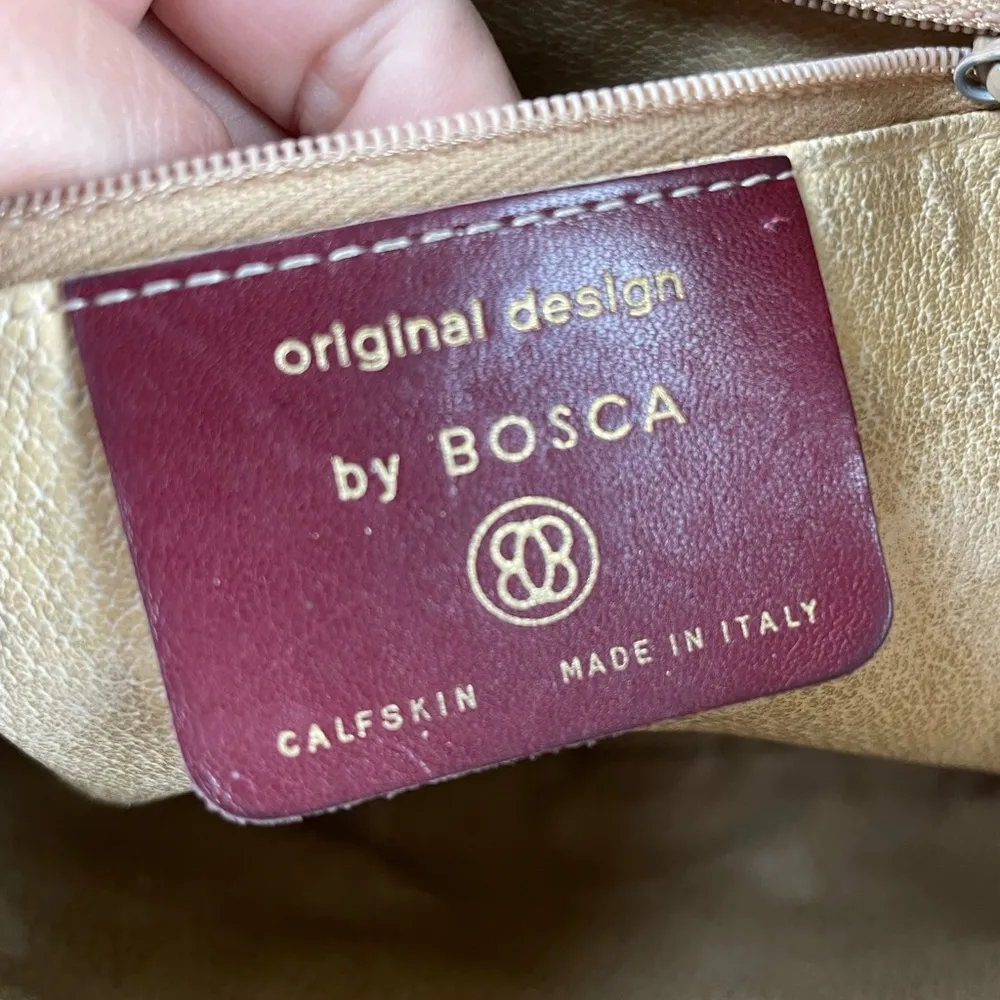 original design
by BOSCA
CALFSKIN MADE IN ITALY